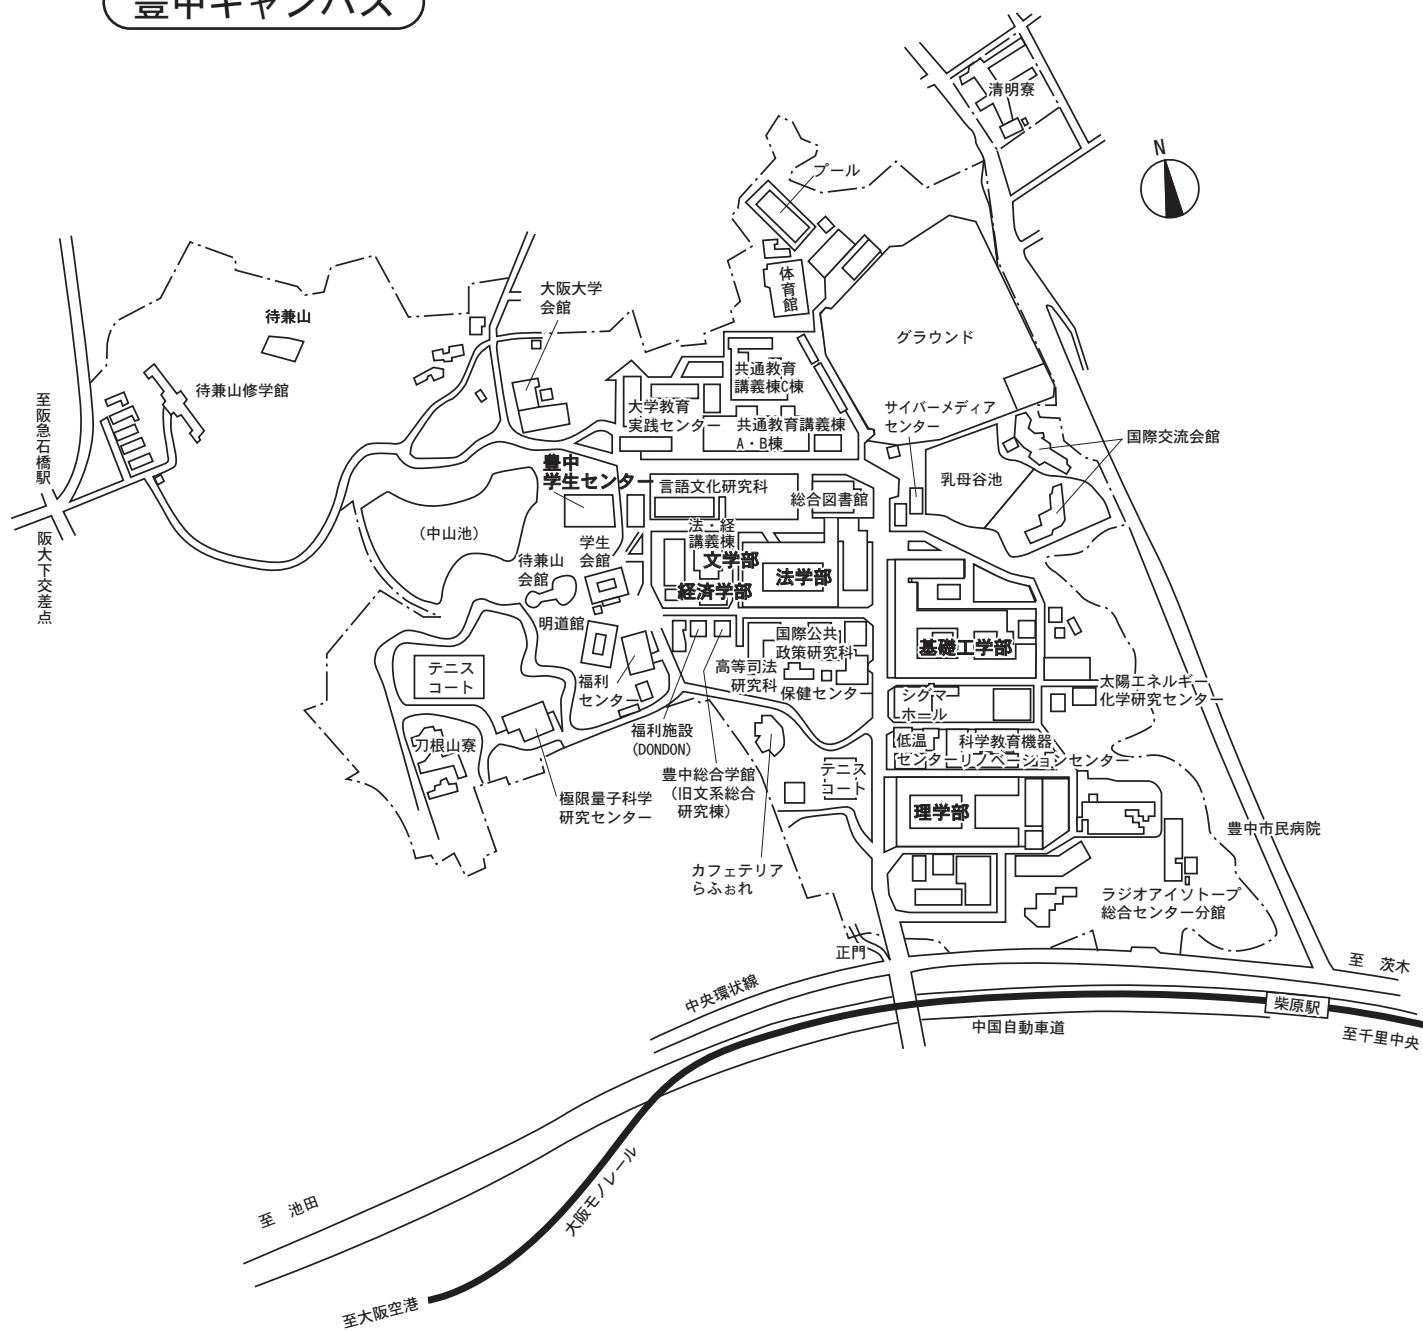 豊中キャンパス
清明寮
N
プール
体育館
大阪大学
会館
待兼山
グラウンド
待兼山修学館
共通教育
講義棟C棟
大学教育
実践センター
共通教育講義棟
A・B棟
サイバーメディア
センター
国際交流会館
至阪急石橋駅
豊中
学生センター
言語文化研究科
総合図書館
乳母谷池
阪大下交差点
(中山池)
法・経
講義棟
学生
会館
文学部
法学部
経済学部
待兼山
会館
明道館
国際公共
政策研究科
基礎工学部
テニス
コート
福利
センター
高等司法
研究科
保健センター
シグマ
ホール
太陽エネルギー
化学研究センター
刀根山寮
福利施設
(DONDON)
低温
センター
科学教育機器
リノベーションセンター
豊中総合学館
(旧文系総合
研究棟)
テニス
コート
極限量子科学
研究センター
理学部
豊中市民病院
カフェテリア
らふぉれ
ラジオアイソトープ
総合センター分館
正門
至 茨木
中央環状線
柴原駅
中国自動車道
至千里中央
大阪モノレール
至 池田
至大阪空港